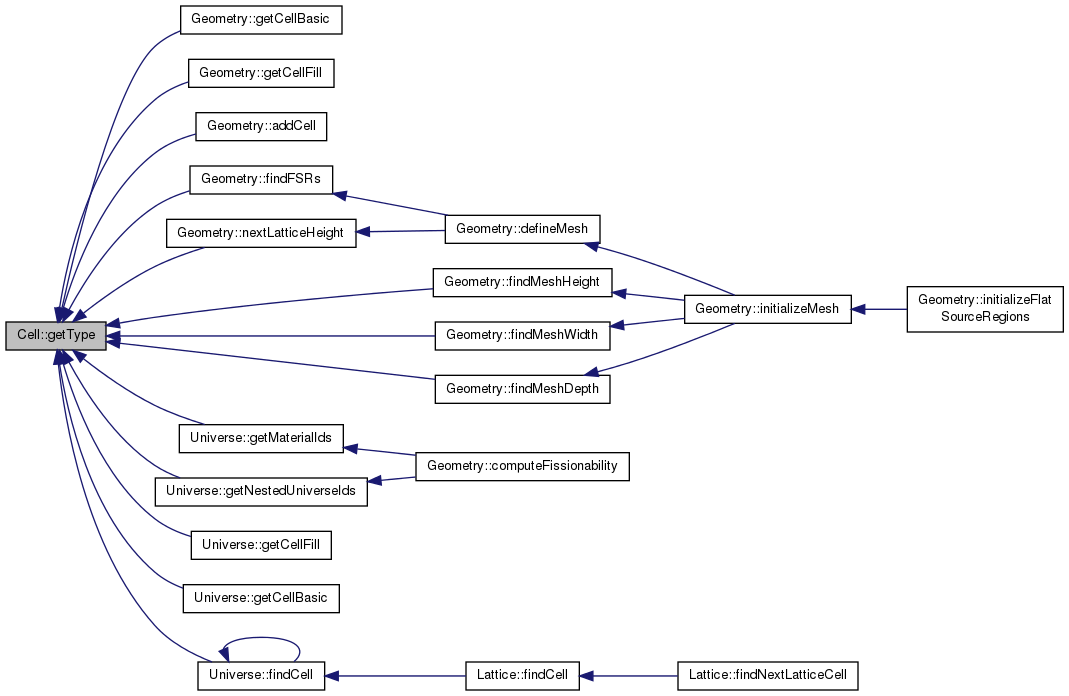 Geometry::getCellBasic
Geometry::getCellFill
Geometry::addCell
Geometry::findFSRs
Geometry::nextLatticeHeight
Geometry::defineMesh
Geometry::findMeshHeight
Geometry::initializeMesh
Geometry::initializeFlat
SourceRegions
Cell::getType
Geometry::findMeshWidth
Geometry::findMeshDepth
Universe::getMaterialIds
Geometry::computeFissionability
Universe::getNestedUniverseIds
Universe::getCellFill
Universe::getCellBasic
Universe::findCell
Lattice::findCell
Lattice::findNextLatticeCell